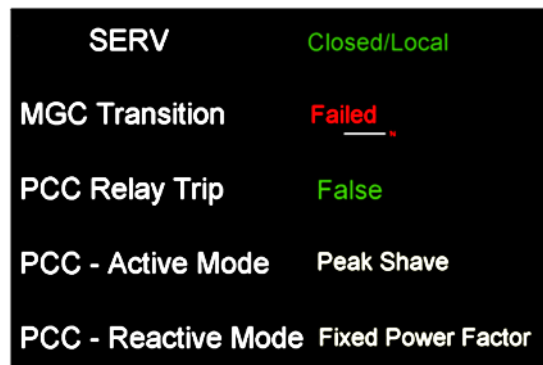 SERV Closed/Local
MGC Transition Failed
PCC Relay Trip False
PCC - Active Mode Peak Shave
PCC - Reactive Mode Fixed Power Factor